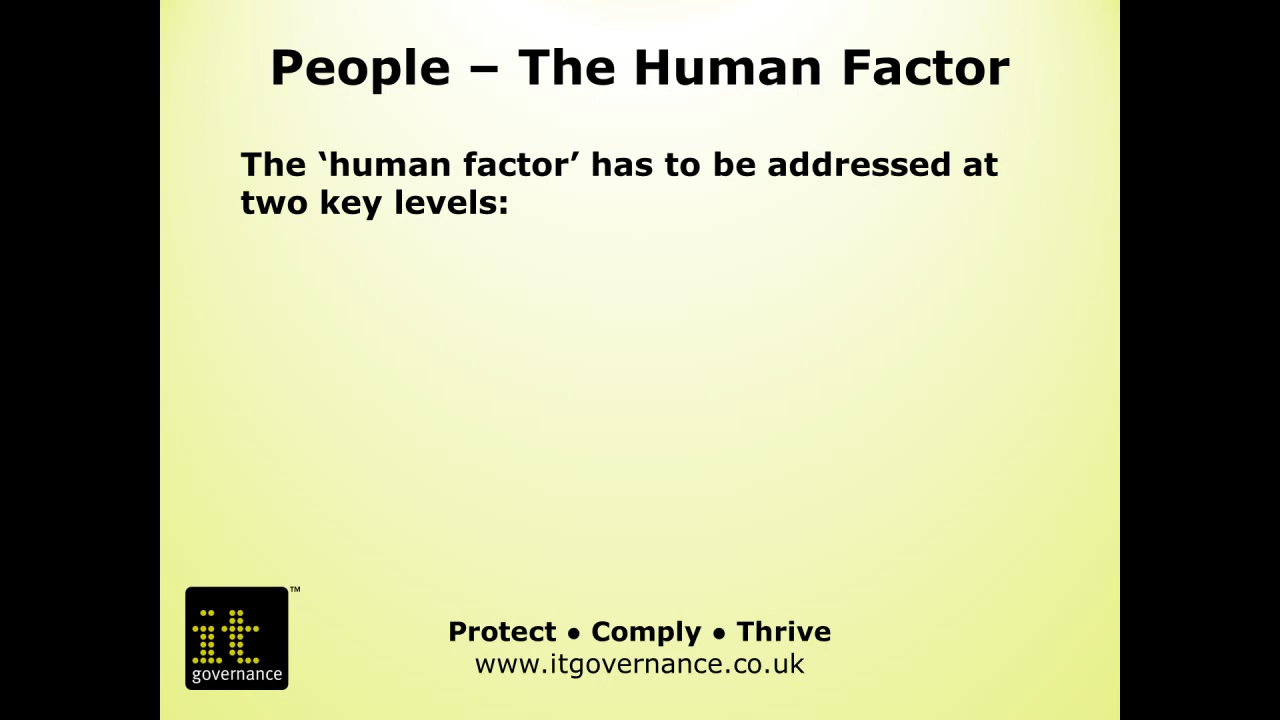 People – The Human Factor
The ‘human factor’ has to be addressed at
two key levels:
it
governance
™
Protect ● Comply ● Thrive
www.itgovernance.co.uk